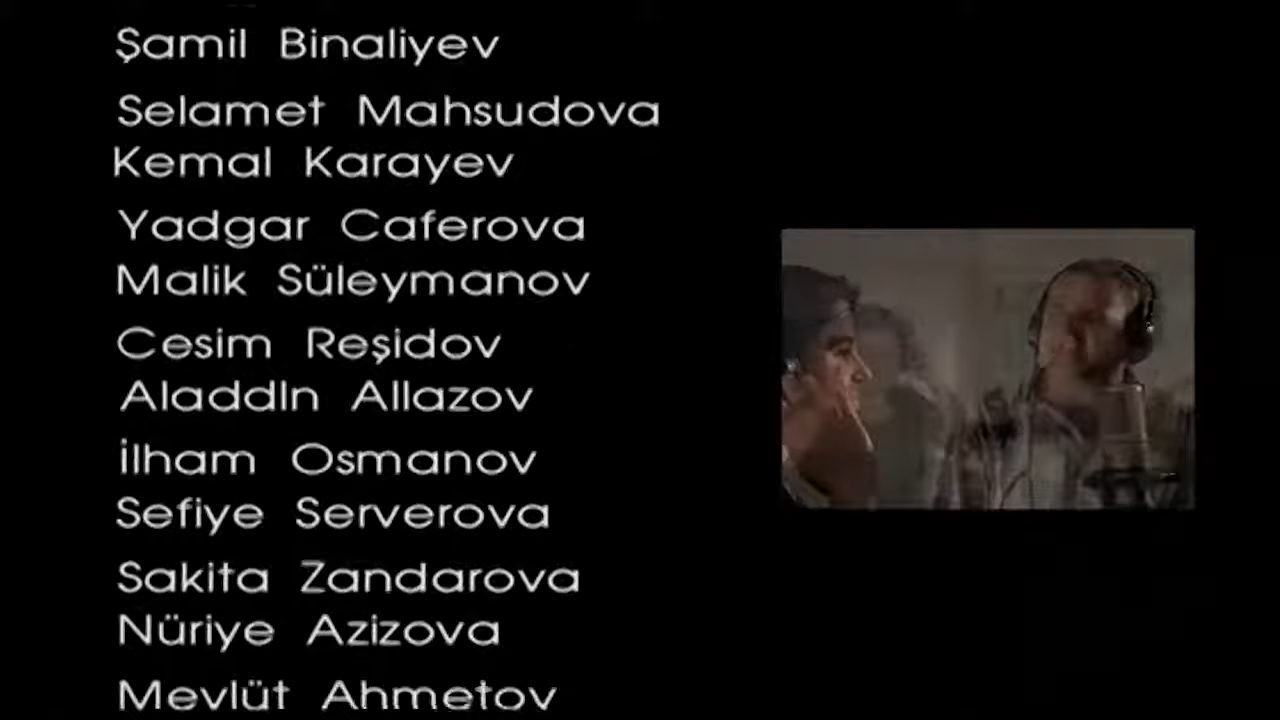 Şamil Binaliyev
Selamet Mahsudova
Kemal Karayev
Yadgar Caferova
Malik Süleymanov
Cesim Reşidov
Aladdln Allazov
İlham Osmanov
Sefiye Serverova
Sakita Zandarova
Nüriye Azizova
Mevlüt Ahmetov